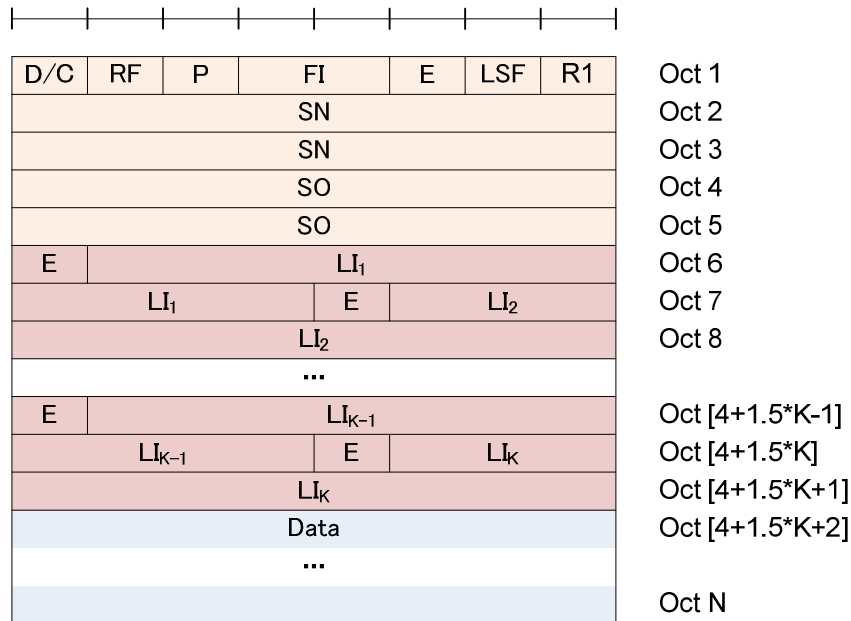 D/C RF P FI E LSF R1 Oct 1
SN Oct 2
SN Oct 3
SO Oct 4
SO Oct 5
E LI₁ Oct 6
LI₁ E LI₂ Oct 7
LI₂ Oct 8
...
E LIK-1 Oct [4+1.5*K-1]
LIK-1 E LIK Oct [4+1.5*K]
LIK Oct [4+1.5*K+1]
Data Oct [4+1.5*K+2]
...
Oct N